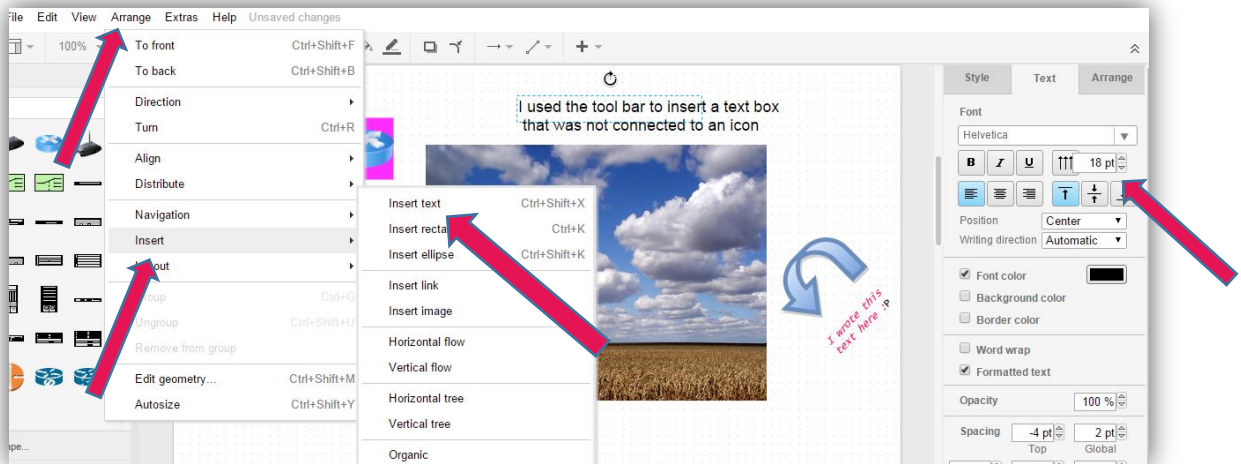 File Edit View Arrange Extras Help Unsaved changes
100%
To front Ctrl+Shift+F
To back Ctrl+Shift+B
Direction
Turn Ctrl+R
Align
Distribute
Navigation
Insert
Group Ctrl+G
Ungroup Ctrl+Shift+U
Remove from group
Edit geometry... Ctrl+Shift+M
Autosize Ctrl+Shift+Y
Insert text Ctrl+Shift+X
Ctrl+K
Insert ellipse Ctrl+Shift+K
Insert link
Insert image
Horizontal flow
Vertical flow
Horizontal tree
Vertical tree
Organic
I used the tool bar to insert a text box
that was not connected to an icon
I wrote this
text here :P
Style Text Arrange
Font
Helvetica
B I U 18 pt
Position Center
Writing direction Automatic
Font color
Background color
Border color
Word wrap
Formatted text
Opacity 100 %
Spacing -4 pt 2 pt
Top Global